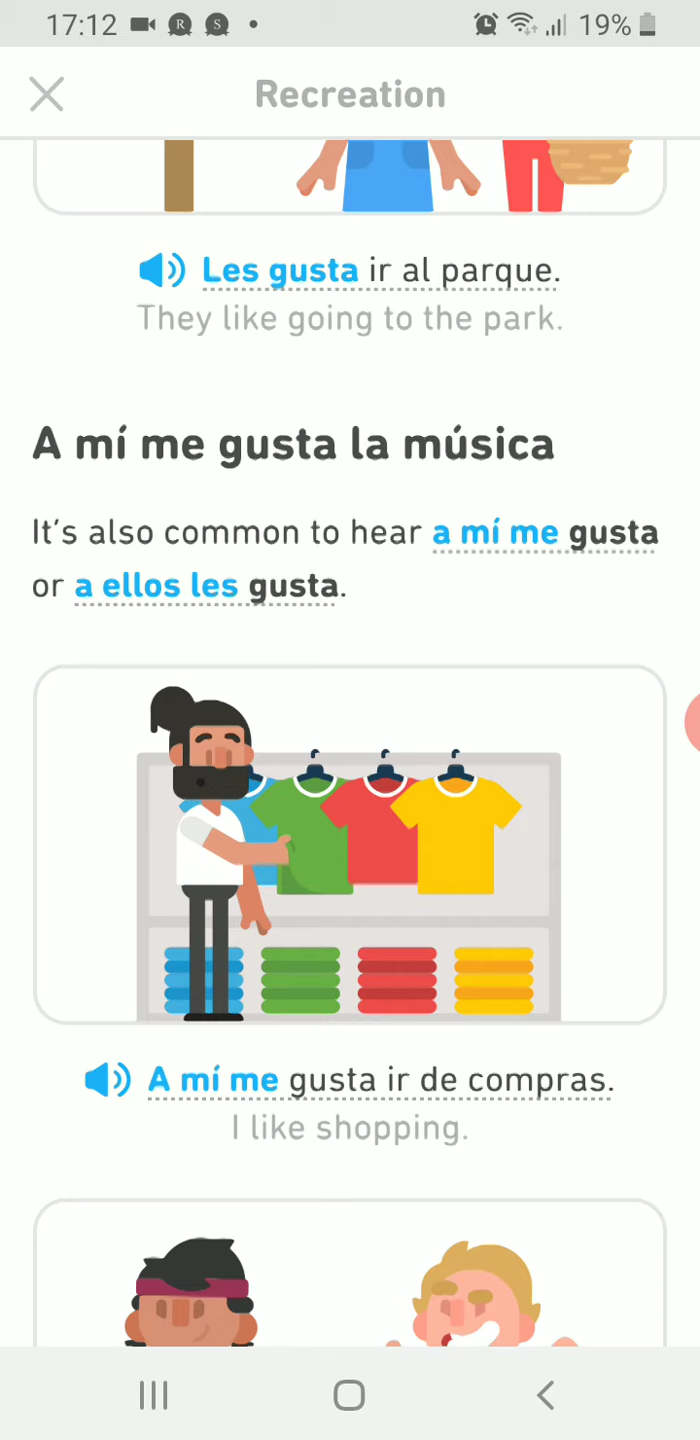 17:12 R S 19%
Recreation
Les gusta ir al parque.
They like going to the park.
A mí me gusta la música
It's also common to hear a mí me gusta
or a ellos les gusta.
A mí me gusta ir de compras.
I like shopping.